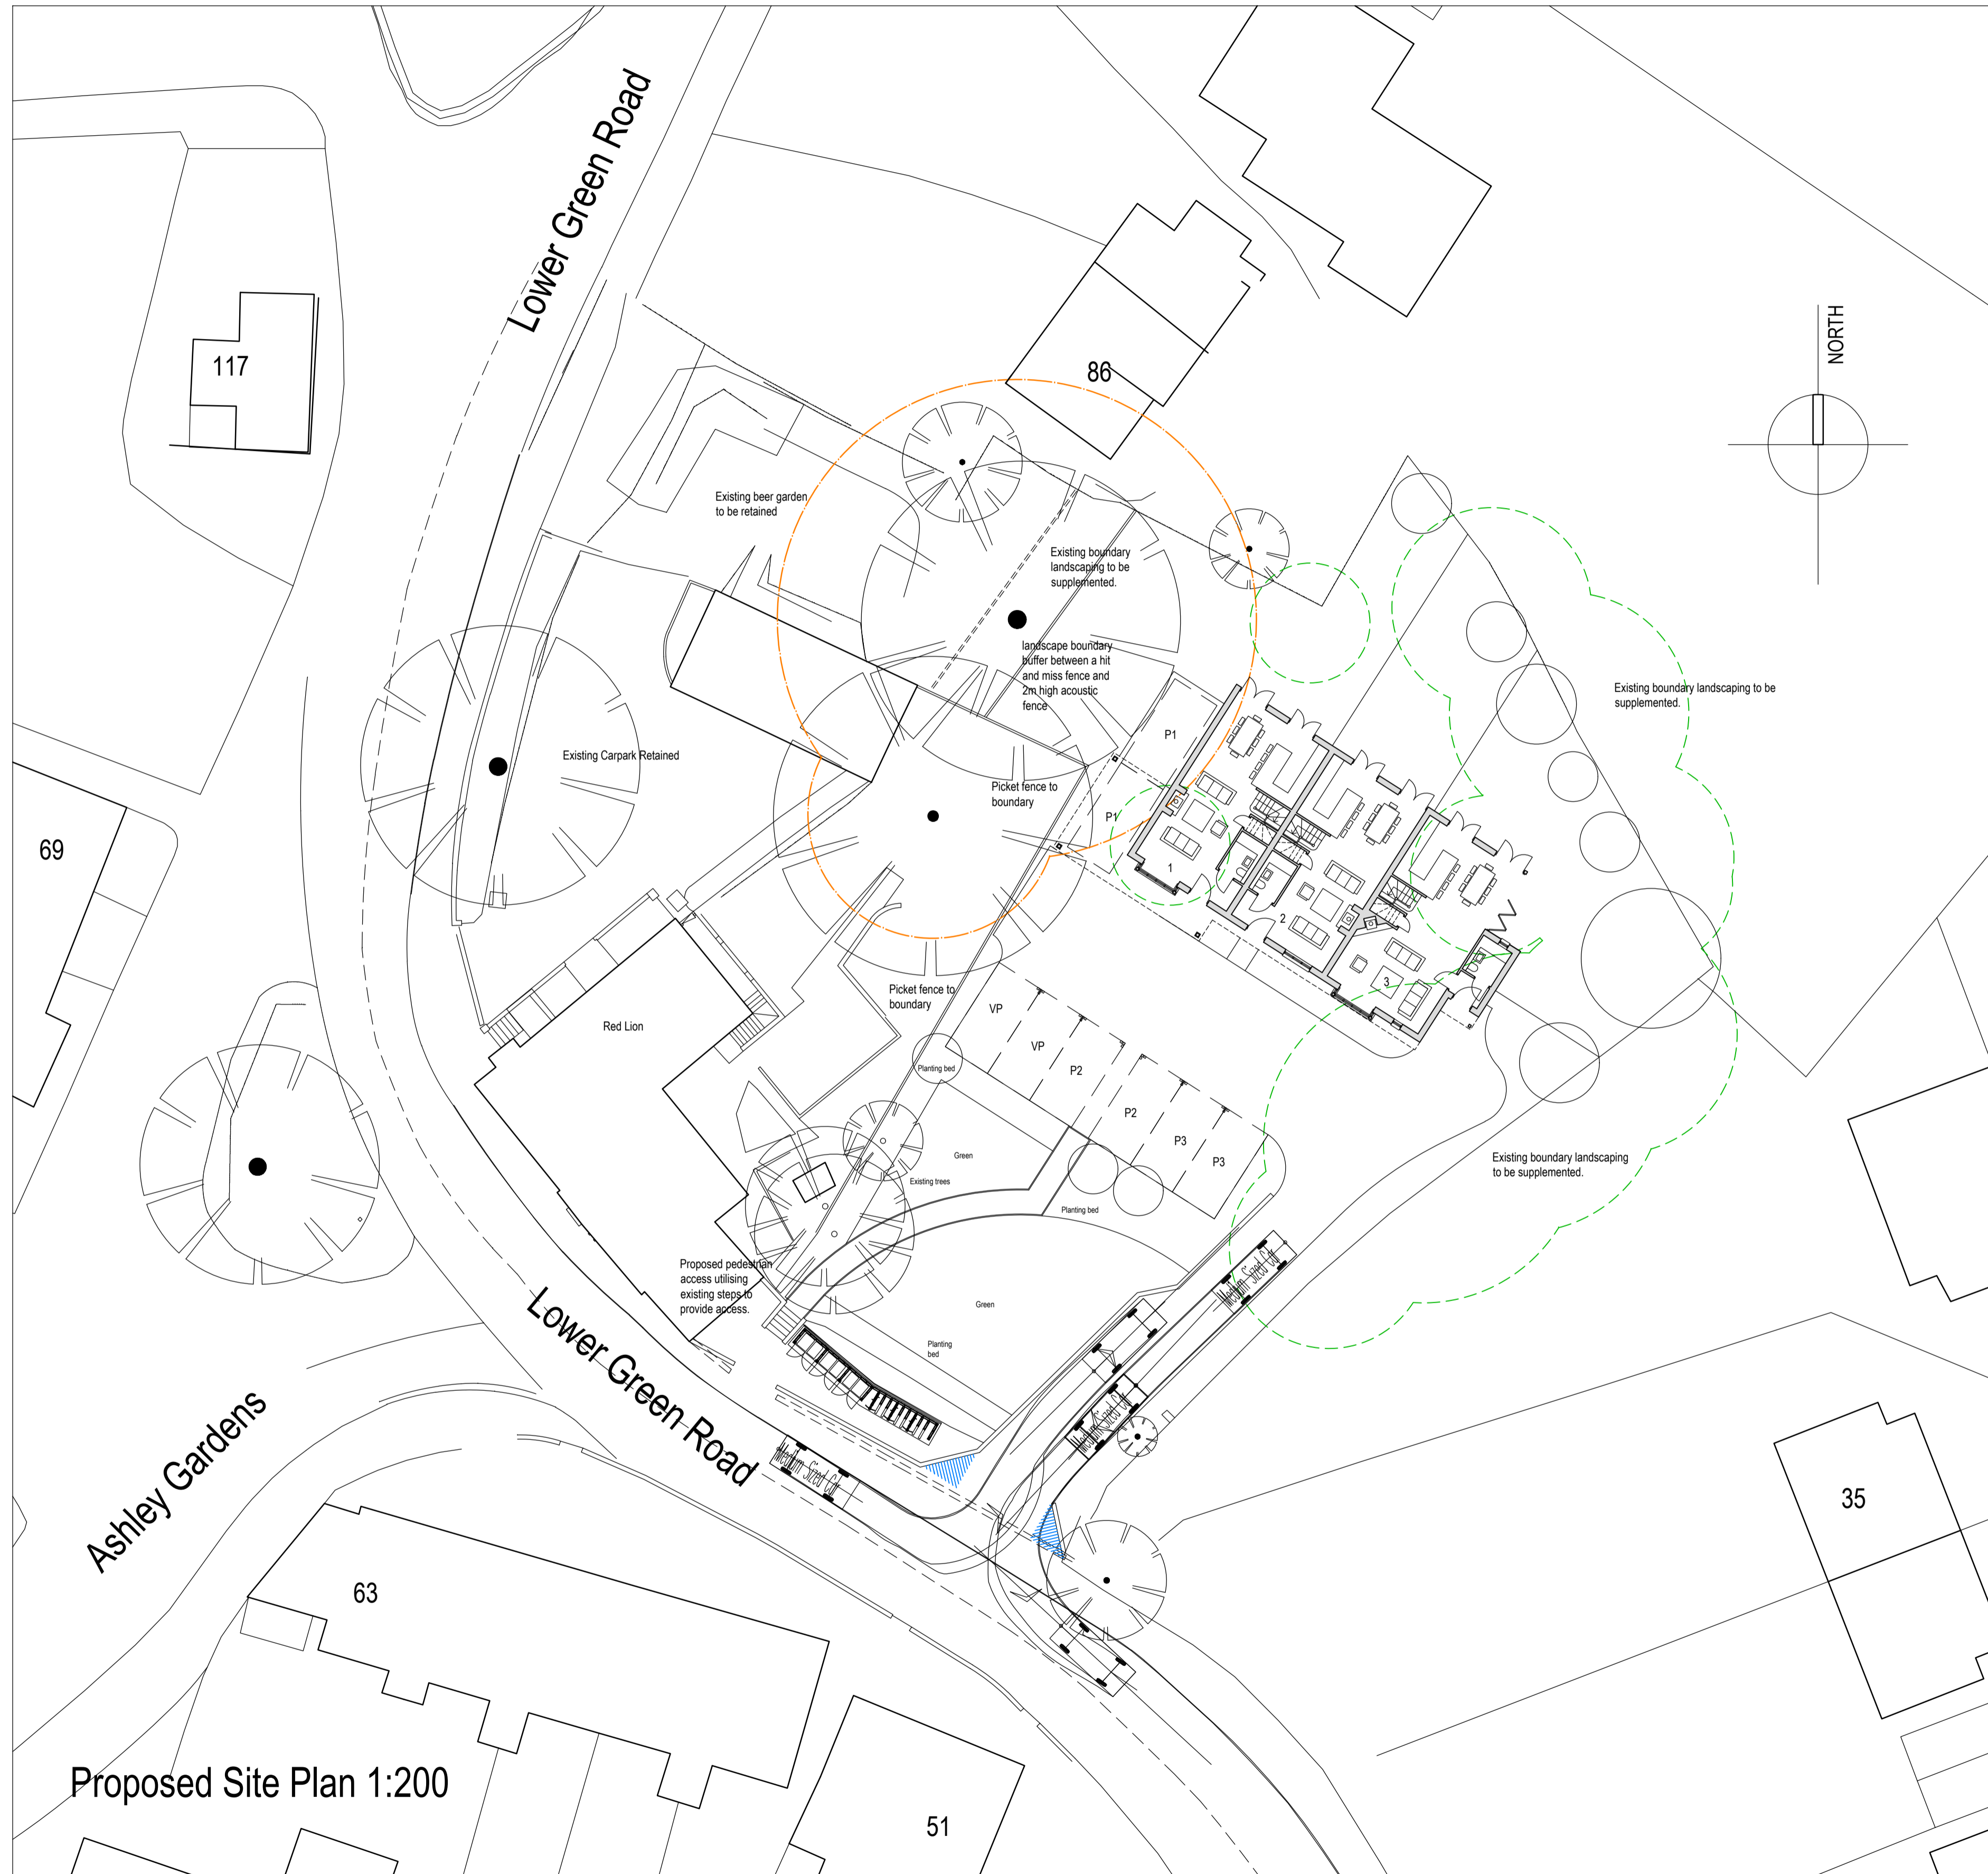 Lower Green Road
NORTH
117
86
Existing beer garden
to be retained
Existing boundary
landscaping to be
supplemented.
landscape boundary
buffer between a hit
and miss fence and
2m high acoustic
fence
Existing boundary landscaping to be
supplemented.
P1
Existing Carpark Retained
Picket fence to
boundary
P1
69
1
2
3
Picket fence to
boundary
VP
Red Lion
VP
Planting bed
P2
P2
P3
P3
Green
Existing trees
Planting bed
Existing boundary landscaping
to be supplemented.
Proposed pedestrian
access utilising
existing steps to
provide access.
Medium Sized Car
Green
Planting
bed
Lower Green Road
Medium Sized Car
Medium Sized Car
Ashley Gardens
35
63
Proposed Site Plan 1:200
51